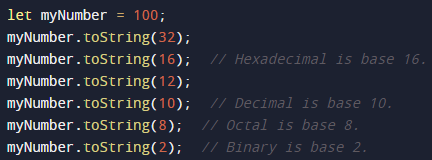 let myNumber = 100;
myNumber.toString(32);
myNumber.toString(16);  // Hexadecimal is base 16.
myNumber.toString(12);
myNumber.toString(10);  // Decimal is base 10.
myNumber.toString(8);  // Octal is base 8.
myNumber.toString(2);  // Binary is base 2.